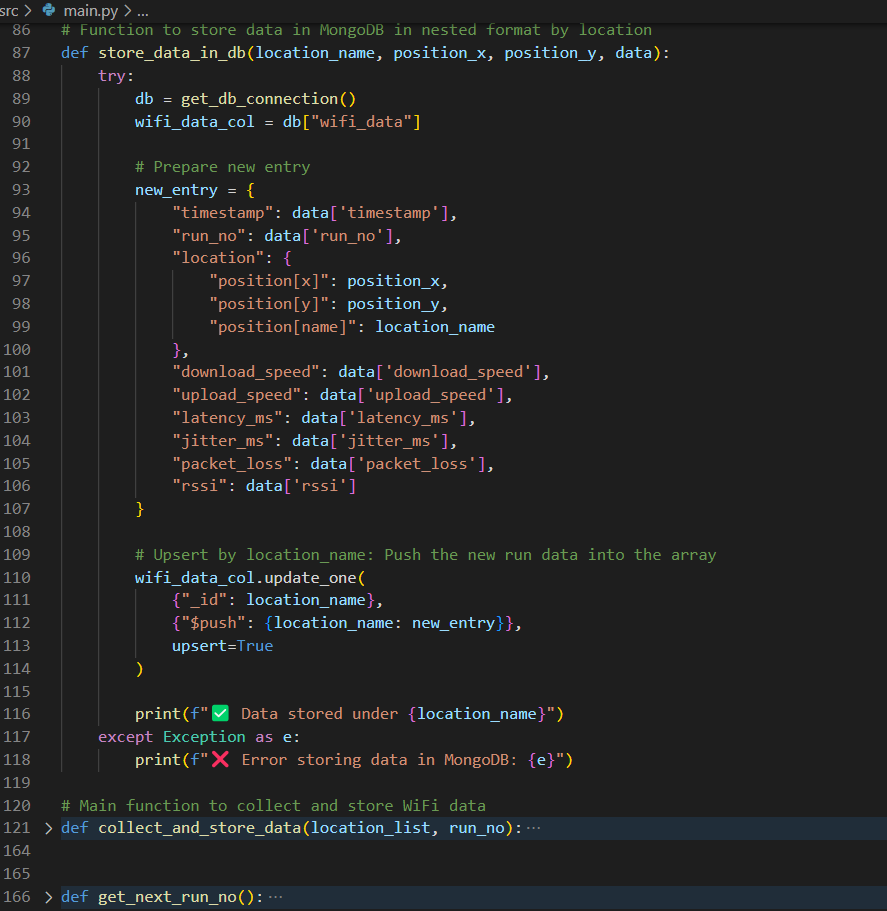 src > main.py > ...
86 # Function to store data in MongoDB in nested format by location
87 def store_data_in_db(location_name, position_x, position_y, data):
88     try:
89         db = get_db_connection()
90         wifi_data_col = db["wifi_data"]
91
92         # Prepare new entry
93         new_entry = {
94             "timestamp": data['timestamp'],
95             "run_no": data['run_no'],
96             "location": {
97                 "position[x]": position_x,
98                 "position[y]": position_y,
99                 "position[name]": location_name
100             },
101             "download_speed": data['download_speed'],
102             "upload_speed": data['upload_speed'],
103             "latency_ms": data['latency_ms'],
104             "jitter_ms": data['jitter_ms'],
105             "packet_loss": data['packet_loss'],
106             "rssi": data['rssi']
107         }
108
109         # Upsert by location_name: Push the new run data into the array
110         wifi_data_col.update_one(
111             {"_id": location_name},
112             {"$push": {location_name: new_entry}},
113             upsert=True
114         )
115
116         print(f"✅ Data stored under {location_name}")
117     except Exception as e:
118         print(f"❌ Error storing data in MongoDB: {e}")
119
120 # Main function to collect and store WiFi data
121 > def collect_and_store_data(location_list, run_no): ···
164
165
166 > def get_next_run_no(): ···